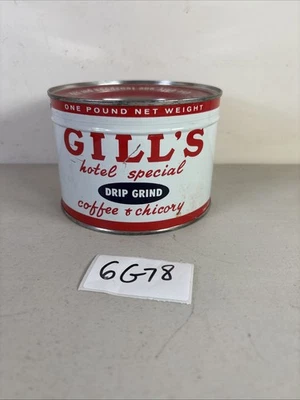 ONE POUND NET WEIGHT
GILL'S
hotel special
DRIP GRIND
coffee & chicory
6G78